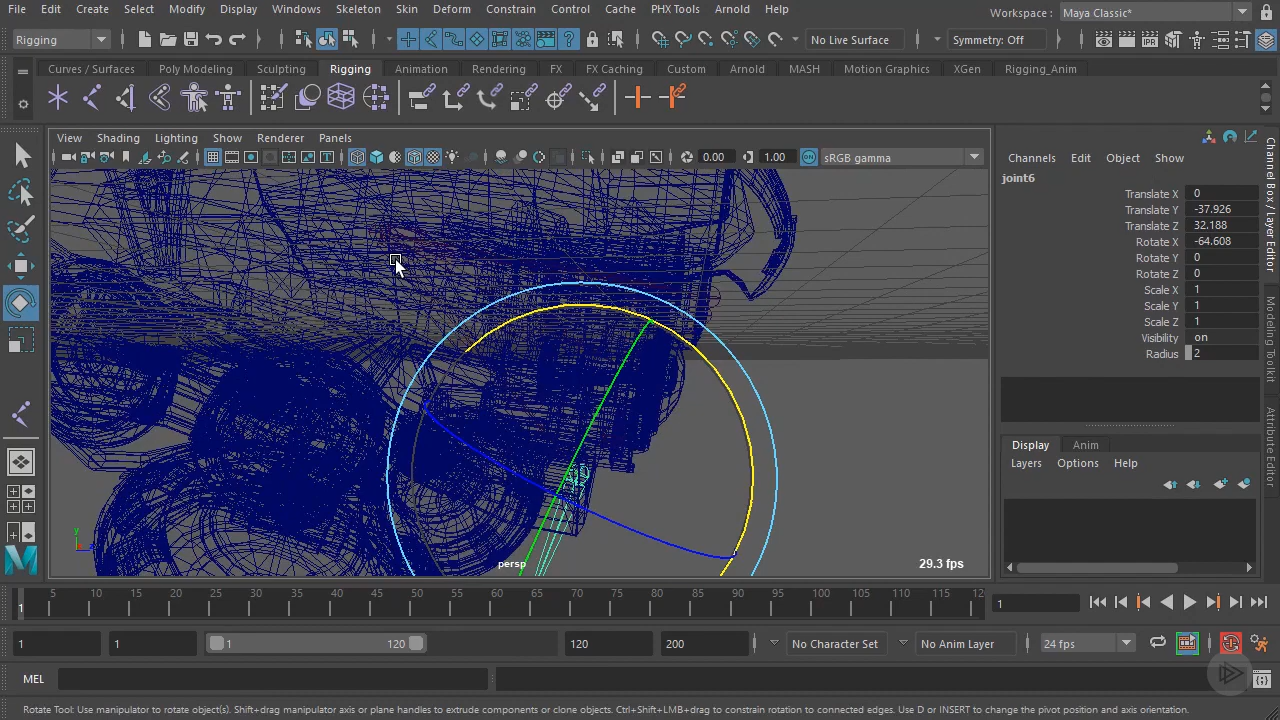 File Edit Create Select Modify Display Windows Skeleton Skin Deform Constrain Control Cache PHX Tools Arnold Help
Workspace : Maya Classic*
Rigging
No Live Surface
Symmetry: Off
Curves / Surfaces Poly Modeling Sculpting Rigging Animation Rendering FX FX Caching Custom Arnold MASH Motion Graphics XGen Rigging_Anim
View Shading Lighting Show Renderer Panels
0.00 1.00 ON sRGB gamma
Channels Edit Object Show
joint6
Translate X 0
Translate Y -37.926
Translate Z 32.188
Rotate X -64.608
Rotate Y 0
Rotate Z 0
Scale X 1
Scale Y 1
Scale Z 1
Visibility on
Radius 2
Channel Box / Layer Editor
Modeling Toolkit
Attribute Editor
Display Anim
Layers Options Help
y
persp
29.3 fps
1 5 10 15 20 25 30 35 40 45 50 55 60 65 70 75 80 85 90 95 100 105 110 115 12
1
1 1 1 120 120 200 No Character Set No Anim Layer 24 fps
MEL
Rotate Tool: Use manipulator to rotate object(s). Shift+drag manipulator axis or plane handles to extrude components or clone objects. Ctrl+Shift+LMB+drag to constrain rotation to connected edges. Use D or INSERT to change the pivot position and axis orientation.